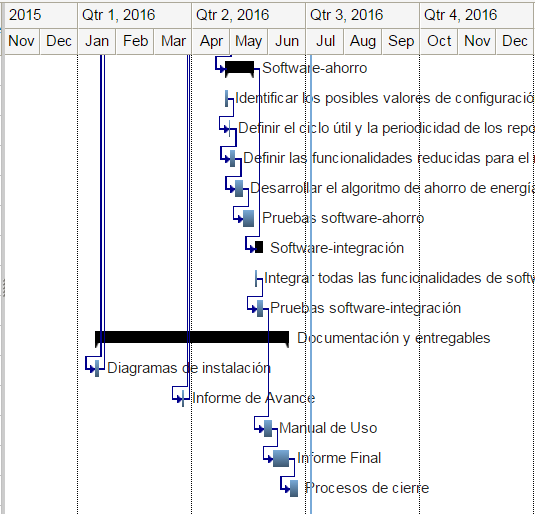 2015 Qtr 1, 2016 Qtr 2, 2016 Qtr 3, 2016 Qtr 4, 2016
Nov Dec Jan Feb Mar Apr May Jun Jul Aug Sep Oct Nov Dec
Software-ahorro
Identificar los posibles valores de configuració
Definir el ciclo útil y la periodicidad de los repo
Definir las funcionalidades reducidas para el
Desarrollar el algoritmo de ahorro de energía
Pruebas software-ahorro
Software-integración
Integrar todas las funcionalidades de softw
Pruebas software-integración
Documentación y entregables
Diagramas de instalación
Informe de Avance
Manual de Uso
Informe Final
Procesos de cierre